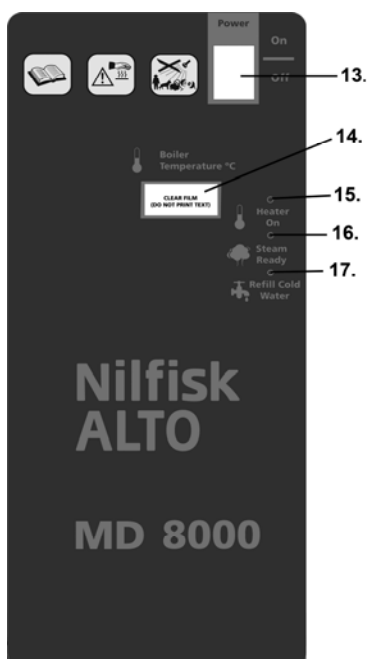 Power
On
Off
13.
Boiler
Temperature °C
14.
CLEAR FILM
(DO NOT PRINT TEXT)
15.
Heater
On
16.
Steam
Ready
17.
Refill Cold
Water
Nilfisk
ALTO
MD 8000